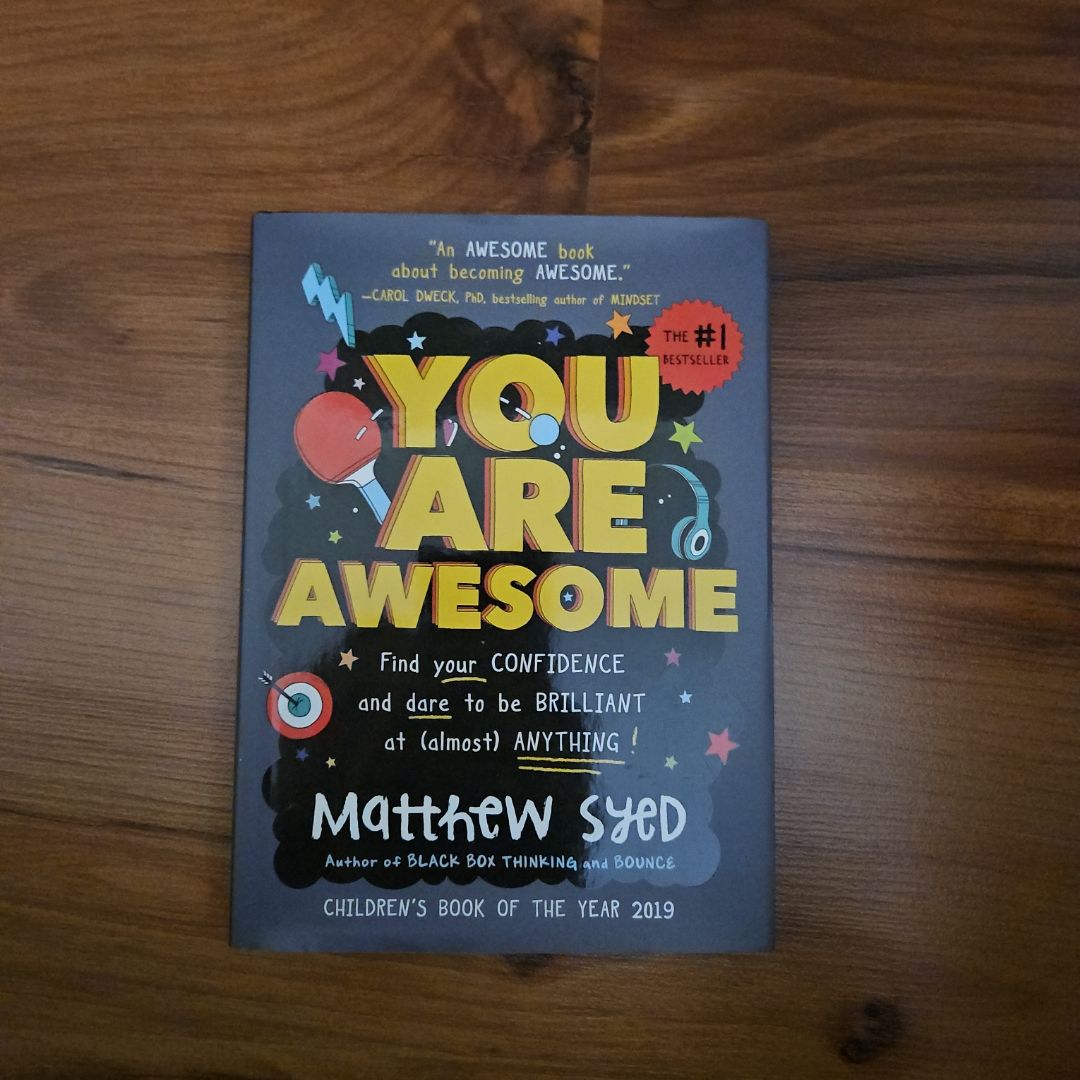 "An AWESOME book
about becoming AWESOME."
—CAROL DWECK, PhD, bestselling author of MINDSET
THE #1
BESTSELLER
YOU
ARE
AWESOME
Find your CONFIDENCE
and dare to be BRILLIANT
at (almost) ANYTHING!
Matthew Syed
Author of BLACK BOX THINKING and BOUNCE
CHILDREN'S BOOK OF THE YEAR 2019